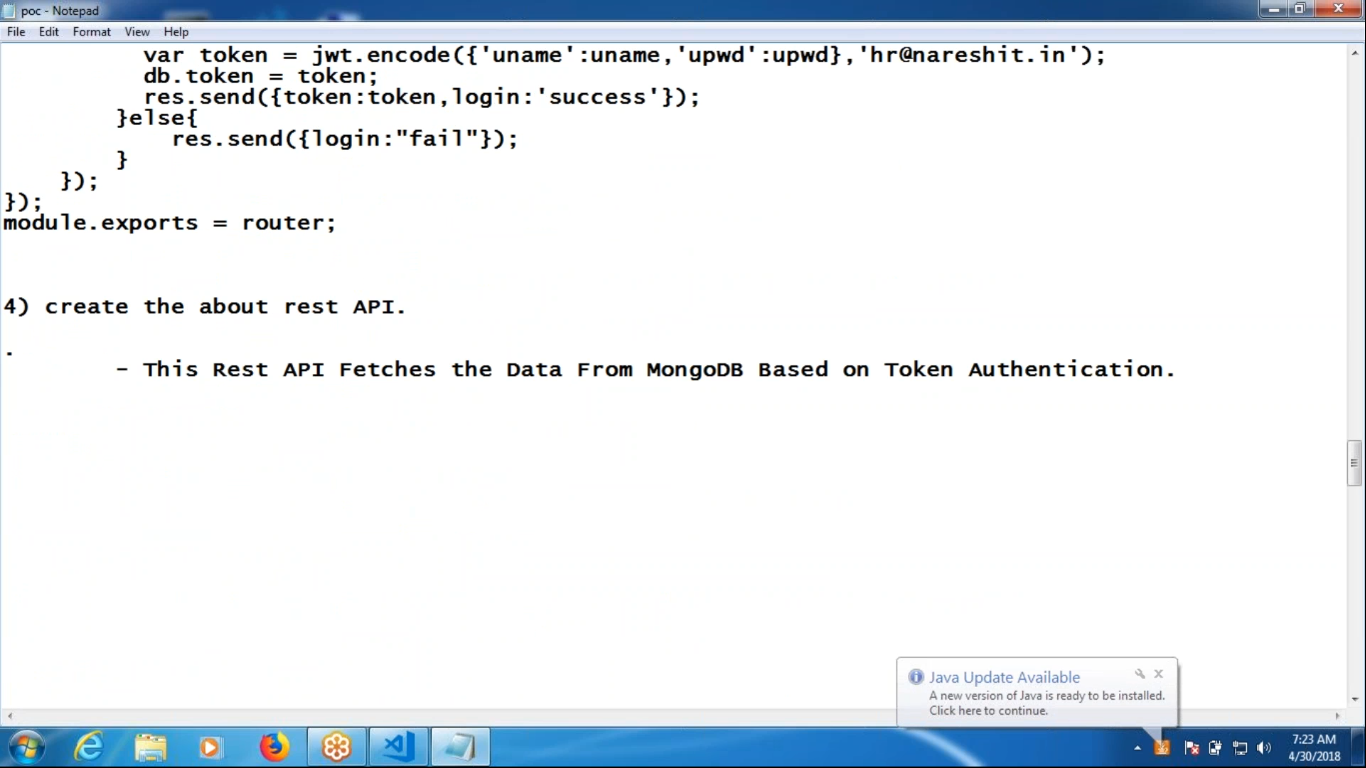 poc - Notepad
File Edit Format View Help
var token = jwt.encode({'uname':uname,'upwd':upwd},'hr@nareshit.in');
db.token = token;
res.send({token:token,login:'success'});
}else{
res.send({login:"fail"});
}
});
});
module.exports = router;
4) create the about rest API.
.
- This Rest API Fetches the Data From MongoDB Based on Token Authentication.
Java Update Available
A new version of Java is ready to be installed.
Click here to continue.
7:23 AM
4/30/2018